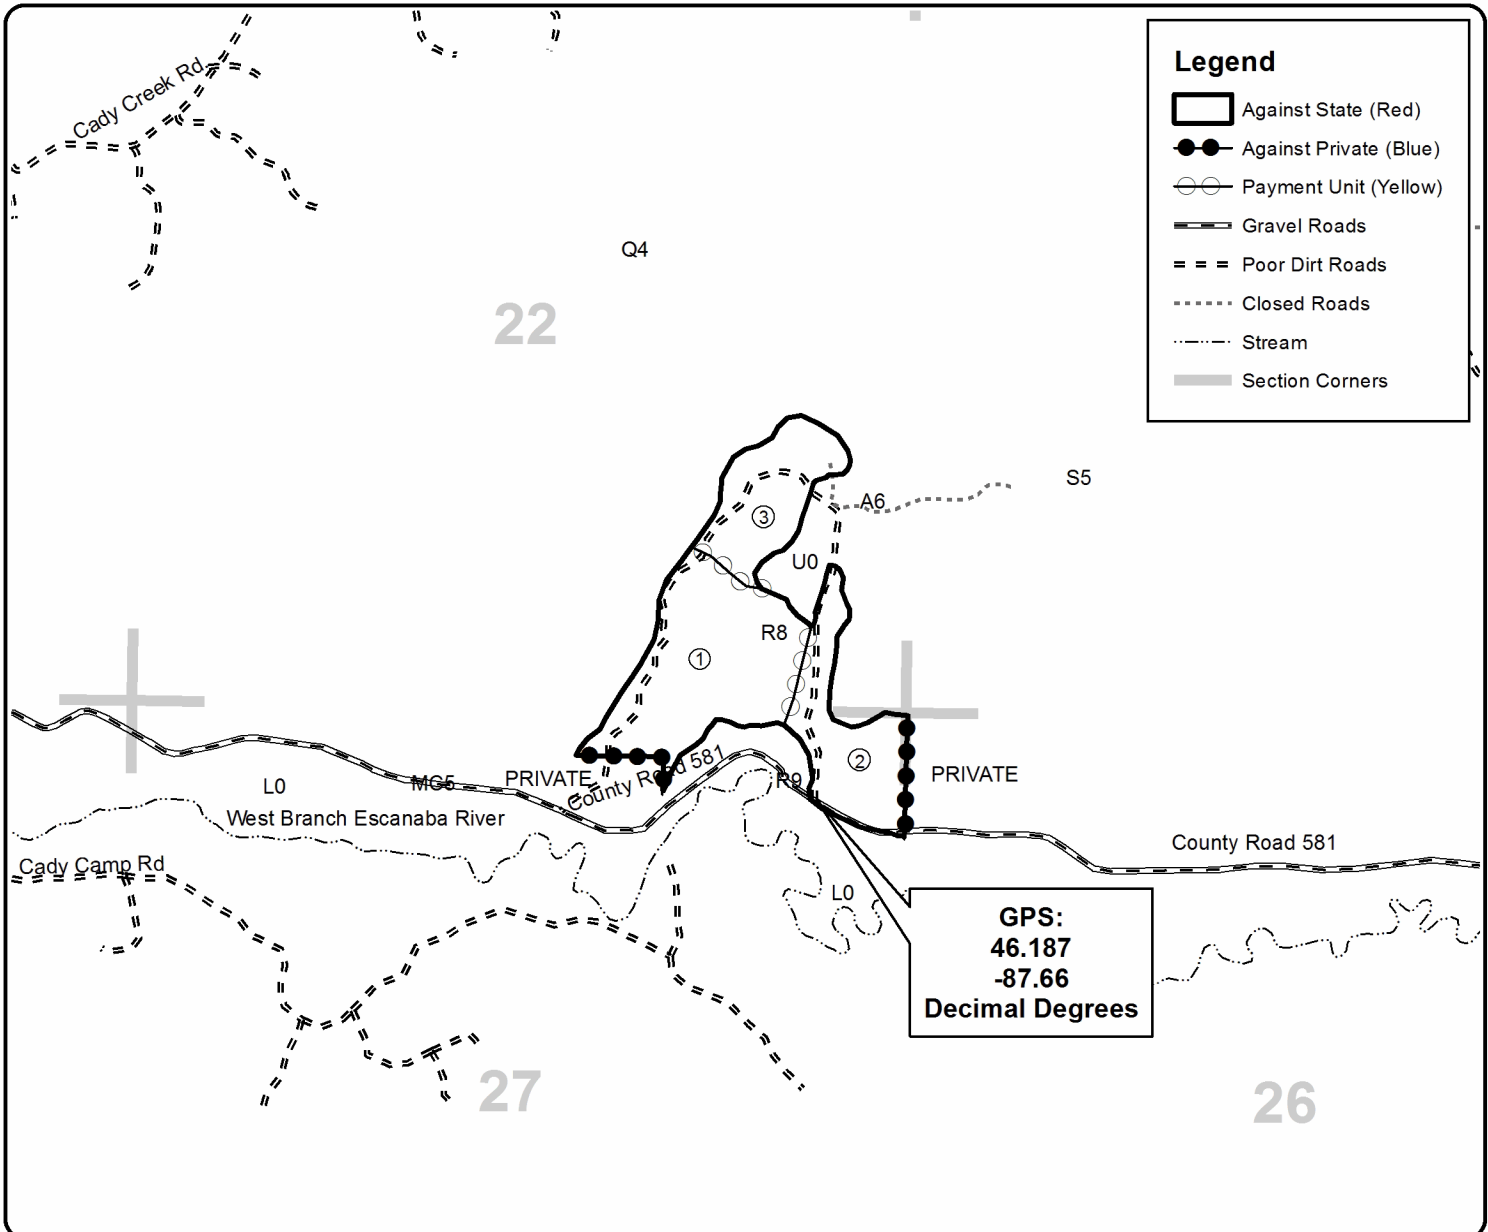 Cady Creek Rd.
Legend
Against State (Red)
Against Private (Blue)
Payment Unit (Yellow)
Gravel Roads
Poor Dirt Roads
Closed Roads
Stream
Section Corners
Q4
22
S5
A6
3
U0
R8
1
2
PRIVATE
County Road 581
PRIVATE
R9
L0
MC5
West Branch Escanaba River
County Road 581
Cady Camp Rd
L0
GPS:
46.187
-87.66
Decimal Degrees
27
26